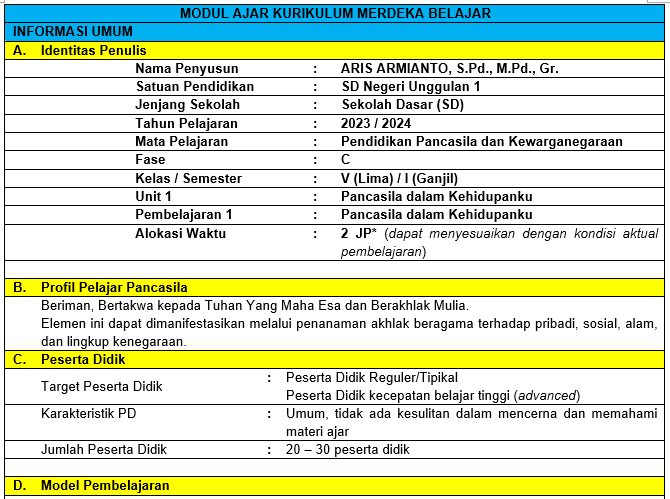 MODUL AJAR KURIKULUM MERDEKA BELAJAR
INFORMASI UMUM
A. Identitas Penulis
Nama Penyusun : ARIS ARMIANTO, S.Pd., M.Pd., Gr.
Satuan Pendidikan : SD Negeri Unggulan 1
Jenjang Sekolah : Sekolah Dasar (SD)
Tahun Pelajaran : 2023 / 2024
Mata Pelajaran : Pendidikan Pancasila dan Kewarganegaraan
Fase : C
Kelas / Semester : V (Lima) / I (Ganjil)
Unit 1 : Pancasila dalam Kehidupanku
Pembelajaran 1 : Pancasila dalam Kehidupanku
Alokasi Waktu : 2 JP* (dapat menyesuaikan dengan kondisi aktual
pembelajaran)
B. Profil Pelajar Pancasila
Beriman, Bertakwa kepada Tuhan Yang Maha Esa dan Berakhlak Mulia.
Elemen ini dapat dimanifestasikan melalui penanaman akhlak beragama terhadap pribadi, sosial, alam,
dan lingkup kenegaraan.
C. Peserta Didik
Target Peserta Didik : Peserta Didik Reguler/Tipikal
Peserta Didik kecepatan belajar tinggi (advanced)
Karakteristik PD : Umum, tidak ada kesulitan dalam mencerna dan memahami
materi ajar
Jumlah Peserta Didik : 20 – 30 peserta didik
D. Model Pembelajaran